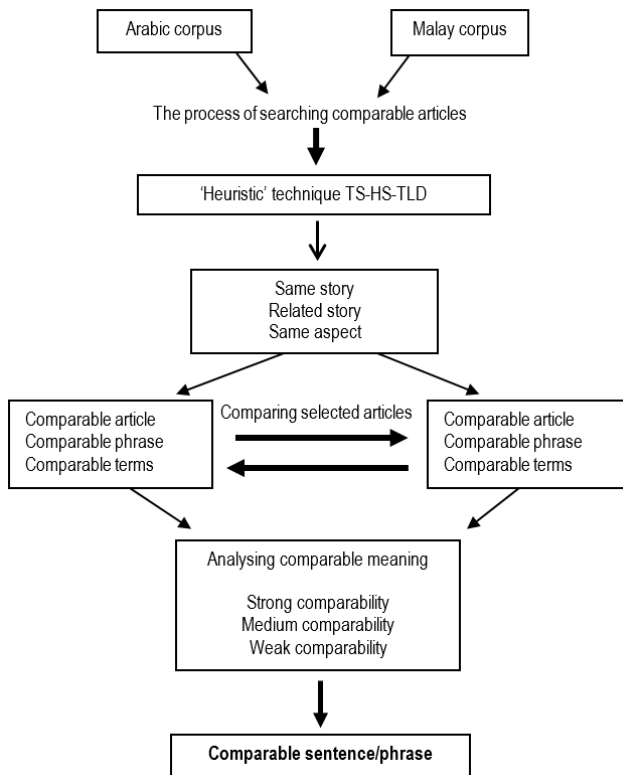 Arabic corpus
Malay corpus
The process of searching comparable articles
‘Heuristic’ technique TS-HS-TLD
Same story
Related story
Same aspect
Comparable article
Comparable phrase
Comparable terms
Comparing selected articles
Comparable article
Comparable phrase
Comparable terms
Analysing comparable meaning
Strong comparability
Medium comparability
Weak comparability
Comparable sentence/phrase